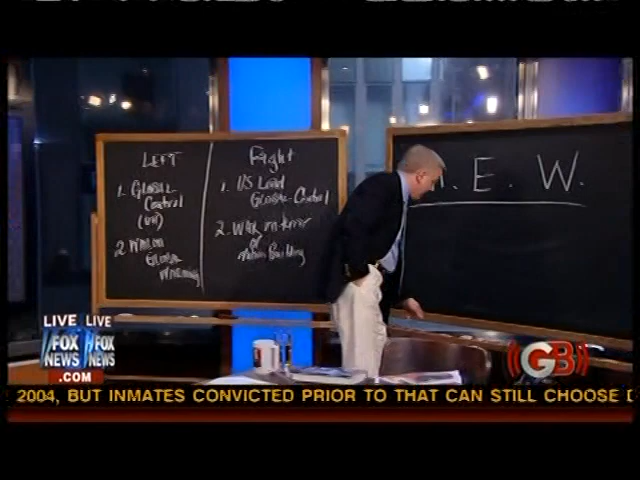 LEFT
1. GLOBAL
Control
(UN)
2. WAR ON
GLOBAL
WARMING
Right
1. US Lead
GLOBAL Control
2. WAR on terror
or
Nation Building
. E. W.
LIVE LIVE
FOX FOX
NEWS NEWS
.COM
GB
2004, BUT INMATES CONVICTED PRIOR TO THAT CAN STILL CHOOSE